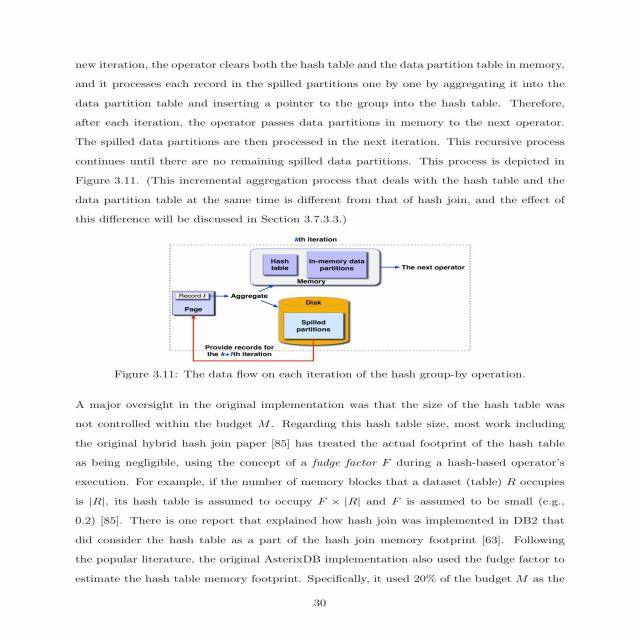 new iteration, the operator clears both the hash table and the data partition table in memory,
and it processes each record in the spilled partitions one by one by aggregating it into the
data partition table and inserting a pointer to the group into the hash table. Therefore,
after each iteration, the operator passes data partitions in memory to the next operator.
The spilled data partitions are then processed in the next iteration. This recursive process
continues until there are no remaining spilled data partitions. This process is depicted in
Figure 3.11. (This incremental aggregation process that deals with the hash table and the
data partition table at the same time is different from that of hash join, and the effect of
this difference will be discussed in Section 3.7.3.3.)
kth iteration
Hash
table
In-memory data
partitions
Memory
The next operator
Record r
Page
Aggregate
Disk
Spilled
partitions
Provide records for
the k+1th iteration
Figure 3.11: The data flow on each iteration of the hash group-by operation.
A major oversight in the original implementation was that the size of the hash table was
not controlled within the budget M. Regarding this hash table size, most work including
the original hybrid hash join paper [85] has treated the actual footprint of the hash table
as being negligible, using the concept of a fudge factor F during a hash-based operator's
execution. For example, if the number of memory blocks that a dataset (table) R occupies
is |R|, its hash table is assumed to occupy F × |R| and F is assumed to be small (e.g.,
0.2) [85]. There is one report that explained how hash join was implemented in DB2 that
did consider the hash table as a part of the hash join memory footprint [63]. Following
the popular literature, the original AsterixDB implementation also used the fudge factor to
estimate the hash table memory footprint. Specifically, it used 20% of the budget M as the
30